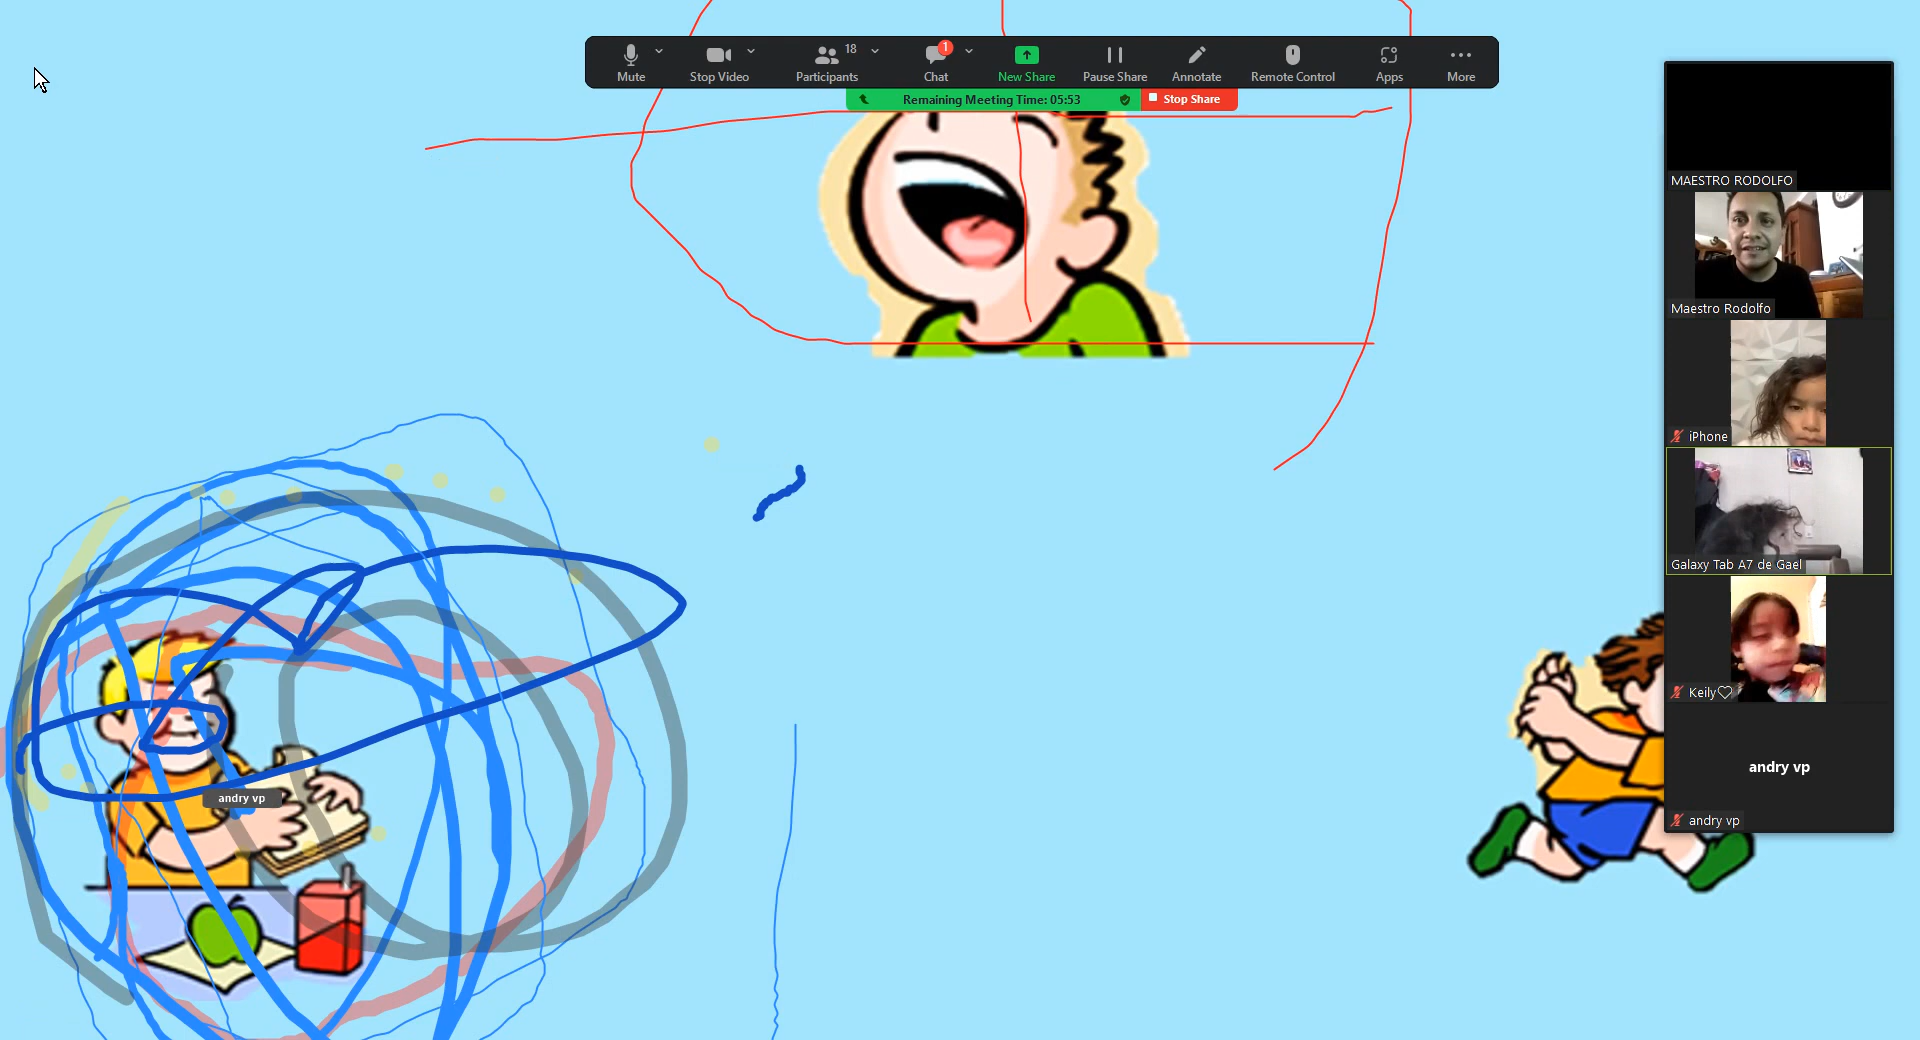 18
1
Mute
Stop Video
Participants
Chat
New Share
Pause Share
Annotate
Remote Control
Apps
More
Remaining Meeting Time: 05:53
Stop Share
MAESTRO RODOLFO
Maestro Rodolfo
iPhone
Galaxy Tab A7 de Gael
Keily♡
andry vp
andry vp
andry vp